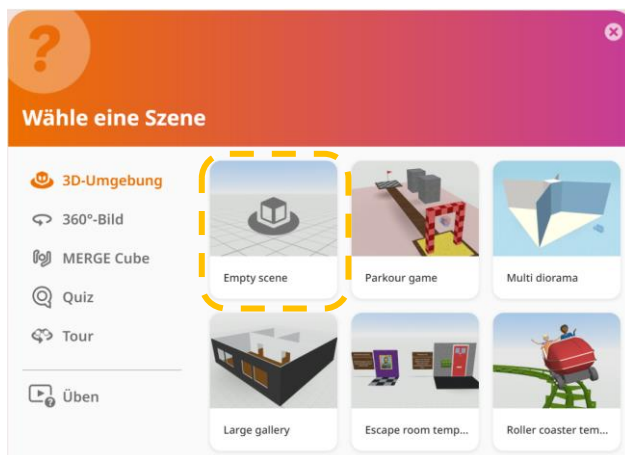 Wähle eine Szene
3D-Umgebung
360°-Bild
MERGE Cube
Quiz
Tour
Üben
Empty scene
Parkour game
Multi diorama
Large gallery
Escape room temp...
Roller coaster tem...